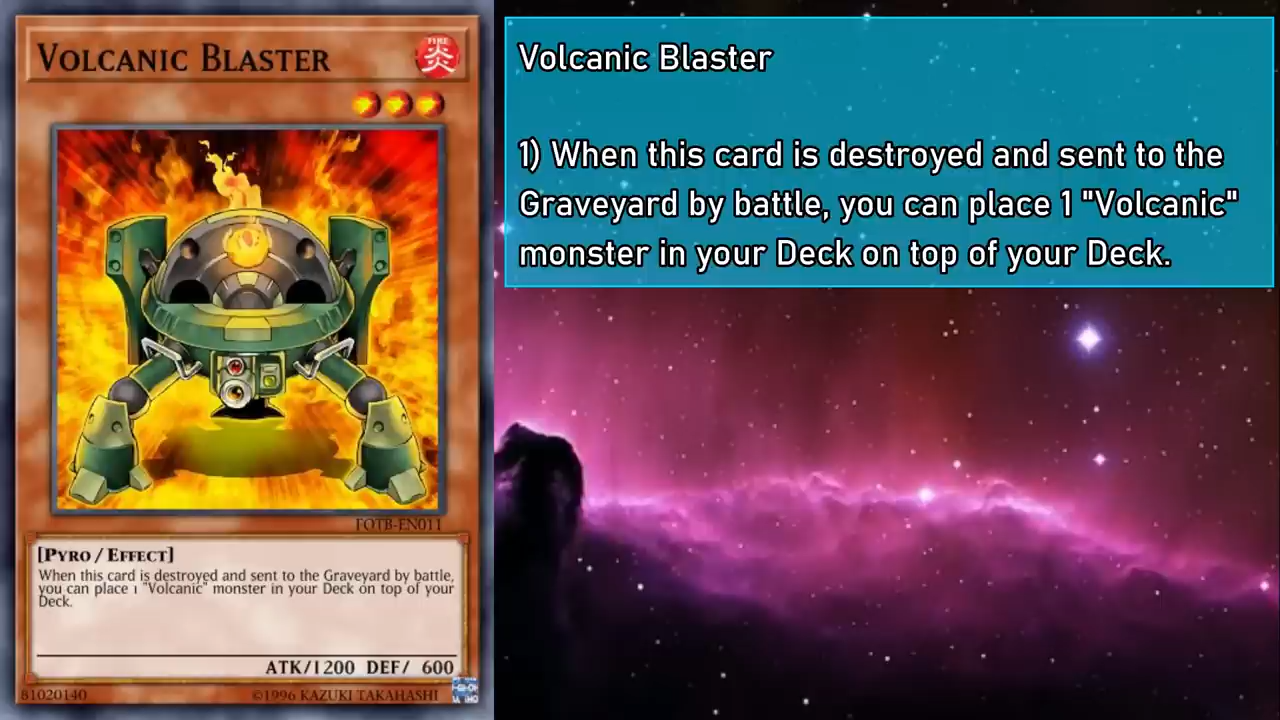 Volcanic Blaster
FIRE
炎
FOTB-EN011
[Pyro / Effect]
When this card is destroyed and sent to the Graveyard by battle,
you can place 1 "Volcanic" monster in your Deck on top of your
Deck.
ATK/1200 DEF/ 600
81020140
©1996 KAZUKI TAKAHASHI
Volcanic Blaster
1) When this card is destroyed and sent to the
Graveyard by battle, you can place 1 "Volcanic"
monster in your Deck on top of your Deck.